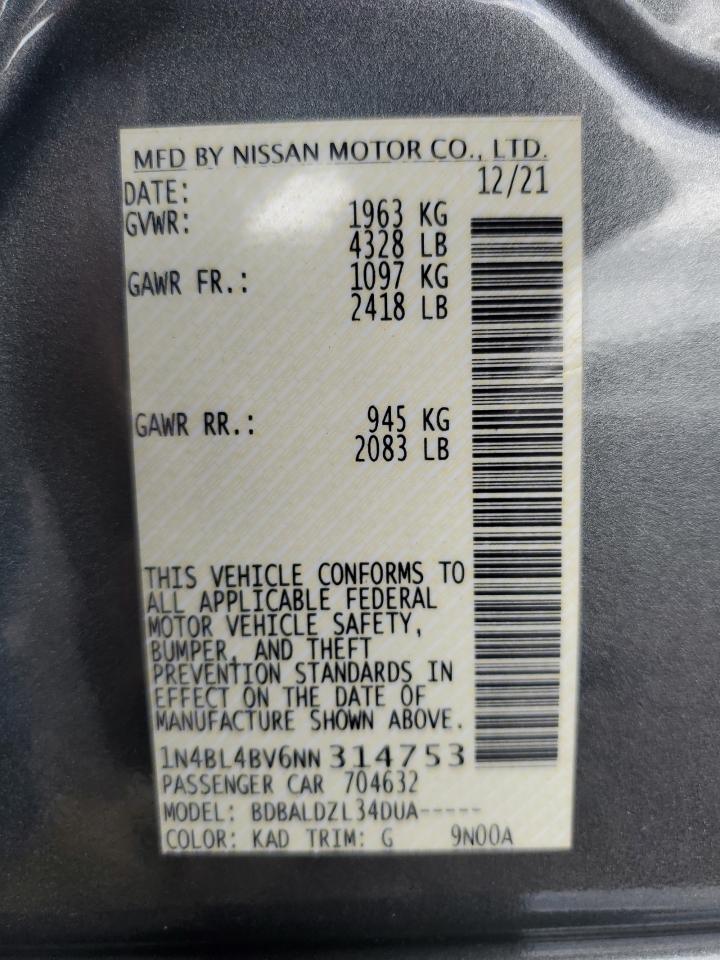 MFD BY NISSAN MOTOR CO., LTD.
DATE: 12/21
GVWR: 1963 KG
4328 LB
GAWR FR.: 1097 KG
2418 LB
GAWR RR.: 945 KG
2083 LB
THIS VEHICLE CONFORMS TO
ALL APPLICABLE FEDERAL
MOTOR VEHICLE SAFETY,
BUMPER, AND THEFT
PREVENTION STANDARDS IN
EFFECT ON THE DATE OF
MANUFACTURE SHOWN ABOVE.
1N4BL4BV6NN314753
PASSENGER CAR 704632
MODEL: BDBALDZL34DUA-----
COLOR: KAD TRIM: G 9N00A